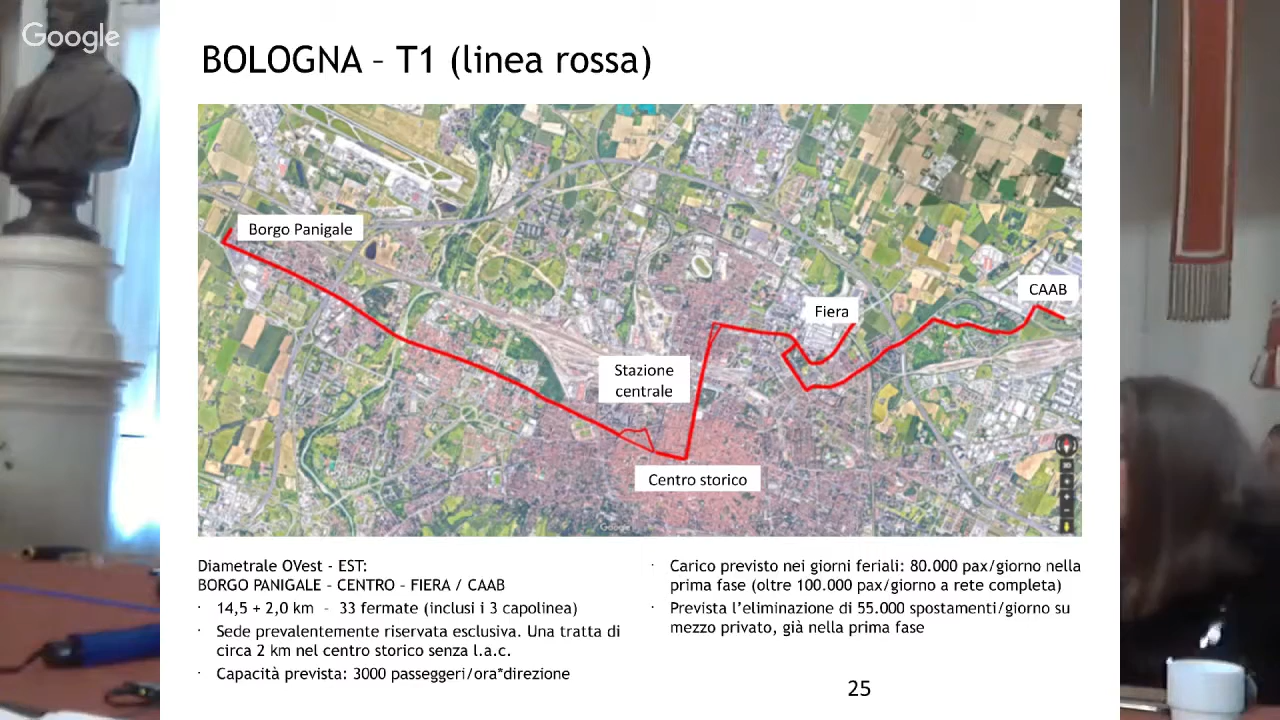 Google
BOLOGNA – T1 (linea rossa)
Borgo Panigale
CAAB
Fiera
Stazione
centrale
Centro storico
Google
Diametrale OVest - EST:
BORGO PANIGALE – CENTRO – FIERA / CAAB
· 14,5 + 2,0 km – 33 fermate (inclusi i 3 capolinea)
· Sede prevalentemente riservata esclusiva. Una tratta di
circa 2 km nel centro storico senza l.a.c.
· Capacità prevista: 3000 passeggeri/ora*direzione
· Carico previsto nei giorni feriali: 80.000 pax/giorno nella
prima fase (oltre 100.000 pax/giorno a rete completa)
· Prevista l’eliminazione di 55.000 spostamenti/giorno su
mezzo privato, già nella prima fase
25